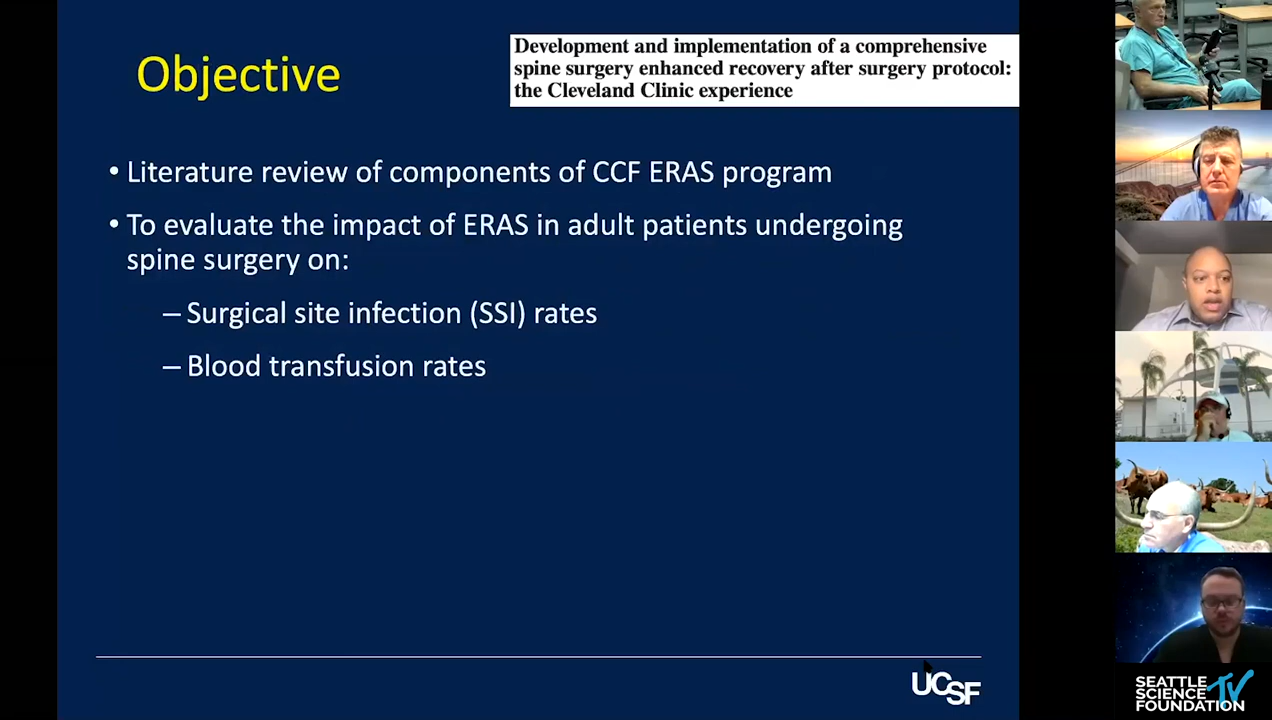 Objective
Development and implementation of a comprehensive
spine surgery enhanced recovery after surgery protocol:
the Cleveland Clinic experience
• Literature review of components of CCF ERAS program
• To evaluate the impact of ERAS in adult patients undergoing
spine surgery on:
– Surgical site infection (SSI) rates
– Blood transfusion rates
UCSF
SEATTLE
SCIENCE
FOUNDATION
TV